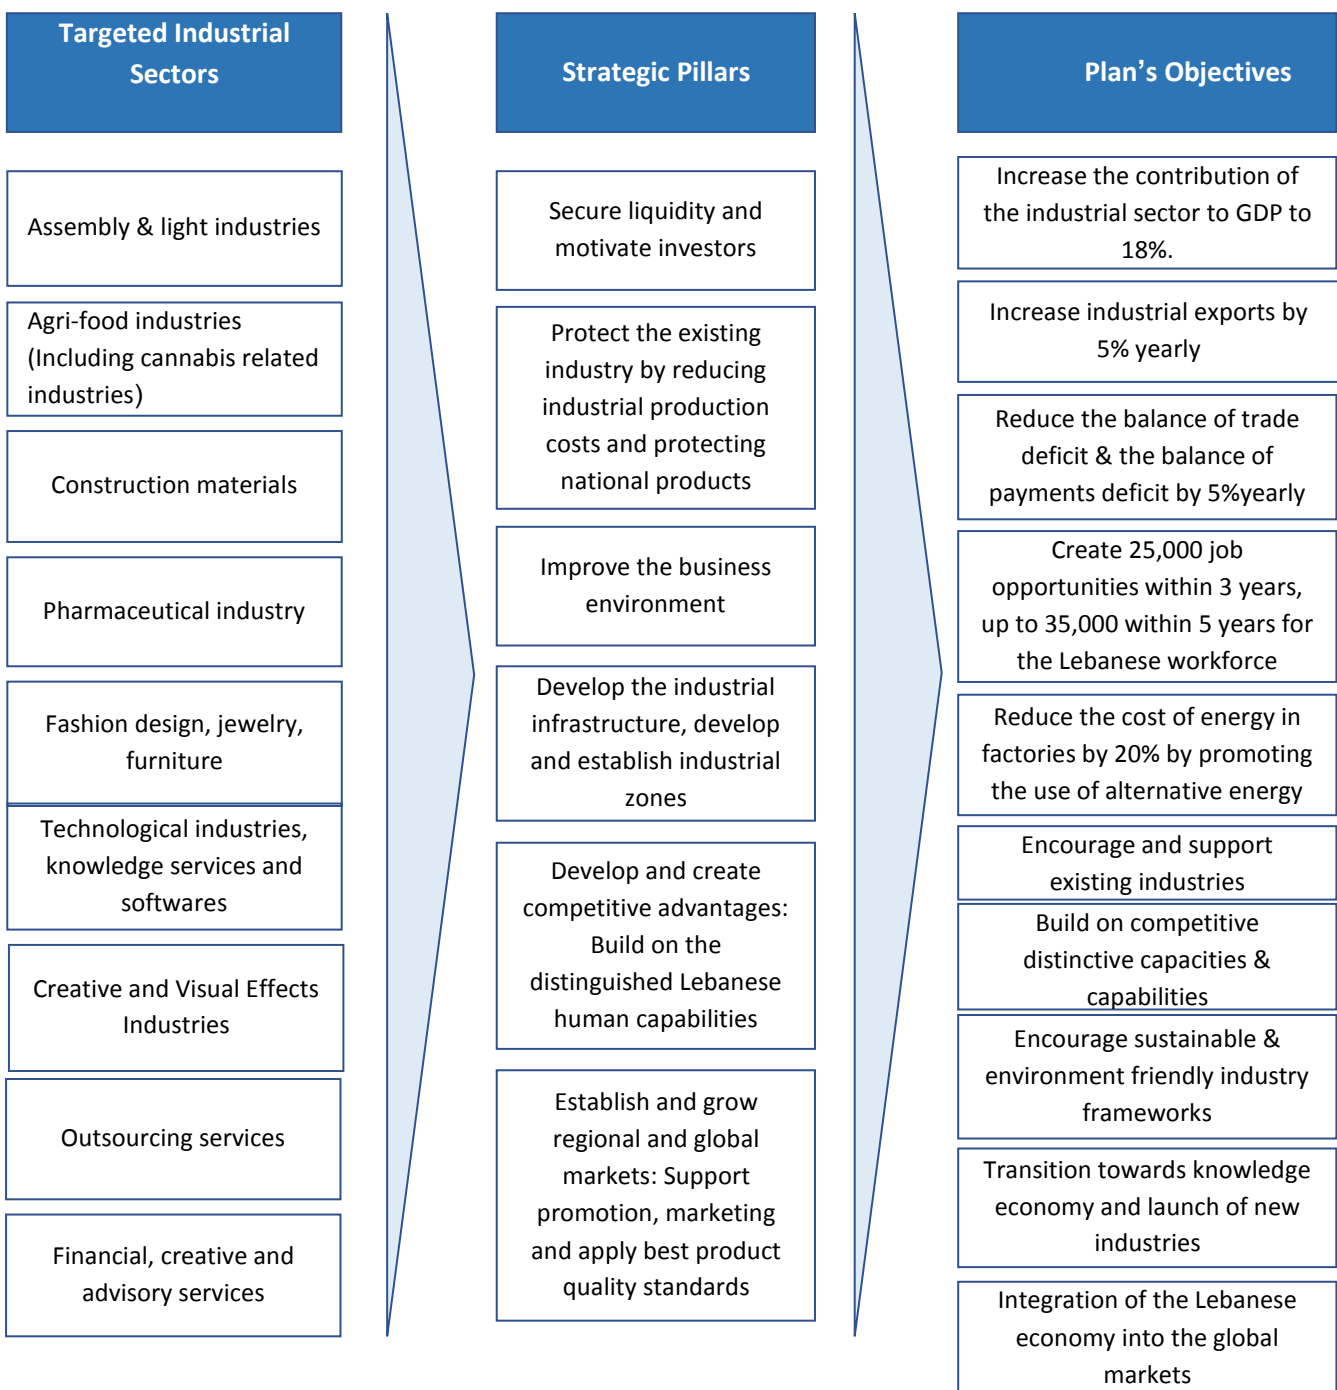 Targeted Industrial
Sectors
Assembly & light industries
Agri-food industries
(Including cannabis related
industries)
Construction materials
Pharmaceutical industry
Fashion design, jewelry,
furniture
Technological industries,
knowledge services and
softwares
Creative and Visual Effects
Industries
Outsourcing services
Financial, creative and
advisory services
Strategic Pillars
Secure liquidity and
motivate investors
Protect the existing
industry by reducing
industrial production
costs and protecting
national products
Improve the business
environment
Develop the industrial
infrastructure, develop
and establish industrial
zones
Develop and create
competitive advantages:
Build on the
distinguished Lebanese
human capabilities
Establish and grow
regional and global
markets: Support
promotion, marketing
and apply best product
quality standards
Plan’s Objectives
Increase the contribution of
the industrial sector to GDP to
18%.
Increase industrial exports by
5% yearly
Reduce the balance of trade
deficit & the balance of
payments deficit by 5%yearly
Create 25,000 job
opportunities within 3 years,
up to 35,000 within 5 years for
the Lebanese workforce
Reduce the cost of energy in
factories by 20% by promoting
the use of alternative energy
Encourage and support
existing industries
Build on competitive
distinctive capacities &
capabilities
Encourage sustainable &
environment friendly industry
frameworks
Transition towards knowledge
economy and launch of new
industries
Integration of the Lebanese
economy into the global
markets